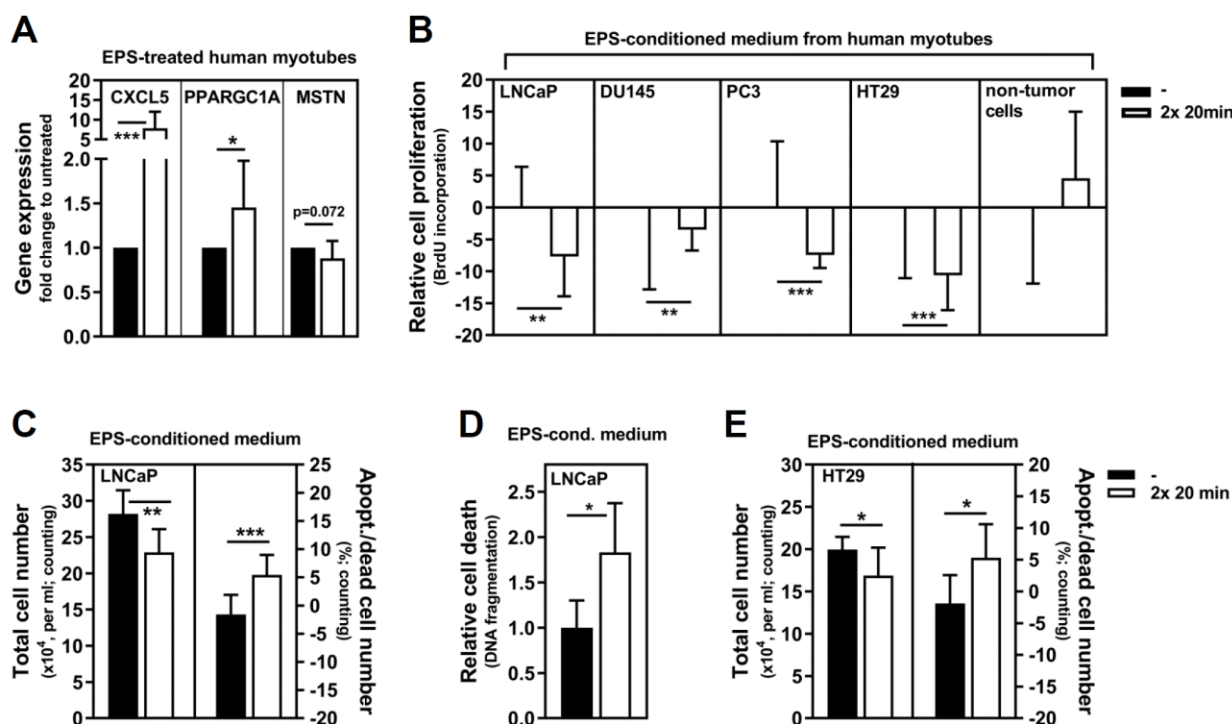 A
EPS-treated human myotubes
CXCL5 PPARGC1A MSTN
Gene expression
fold change to untreated
20
15
10
5
2.0
1.5
1.0
0.5
0.0
***
*
p=0.072
B
EPS-conditioned medium from human myotubes
LNCaP DU145 PC3 HT29 non-tumor
cells
Relative cell proliferation
(BrdU incorporation)
20
15
10
5
0
-5
-10
-15
-20
** ** *** ***
-
2x 20min
C
EPS-conditioned medium
LNCaP
Total cell number
(x10⁴, per ml; counting)
35
30
25
20
15
10
5
0
**
***
25
20
15
10
5
0
-5
-10
-15
-20
Apopt./dead cell number
(%; counting)
D
EPS-cond. medium
LNCaP
Relative cell death
(DNA fragmentation)
2.5
2.0
1.5
1.0
0.5
0.0
*
E
EPS-conditioned medium
HT29
Total cell number
(x10⁴, per ml; counting)
30
25
20
15
10
5
0
*
*
20
15
10
5
0
-5
-10
-15
-20
Apopt./dead cell number
(%; counting)
-
2x 20 min